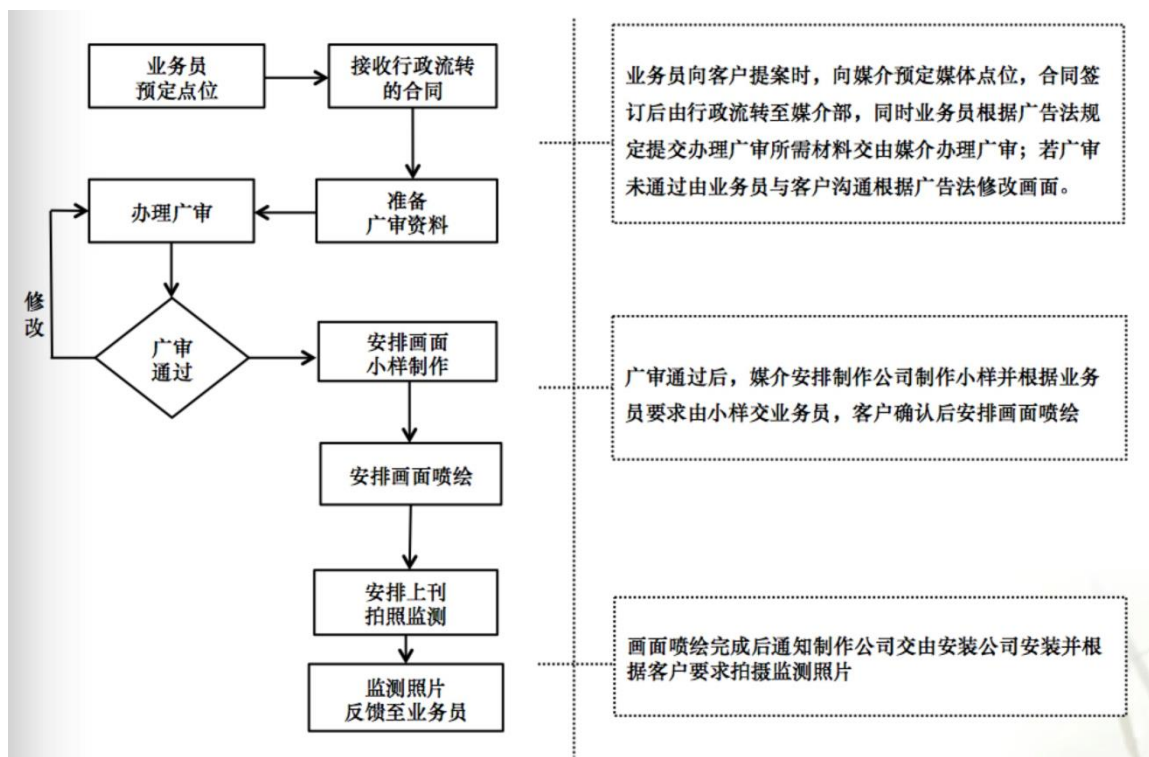 业务员
预定点位
接收行政流转
的合同
准备
广审资料
办理广审
修
改
广审
通过
安排画面
小样制作
安排画面喷绘
安排上刊
拍照监测
监测照片
反馈至业务员
业务员向客户提案时，向媒介预定媒体点位，合同签
订后由行政流转至媒介部，同时业务员根据广告法规
定提交办理广审所需材料交由媒介办理广审；若广审
未通过由业务员与客户沟通根据广告法修改画面。
广审通过后，媒介安排制作公司制作小样并根据业务
员要求由小样交业务员，客户确认后安排画面喷绘
画面喷绘完成后通知制作公司交由安装公司安装并根
据客户要求拍摄监测照片